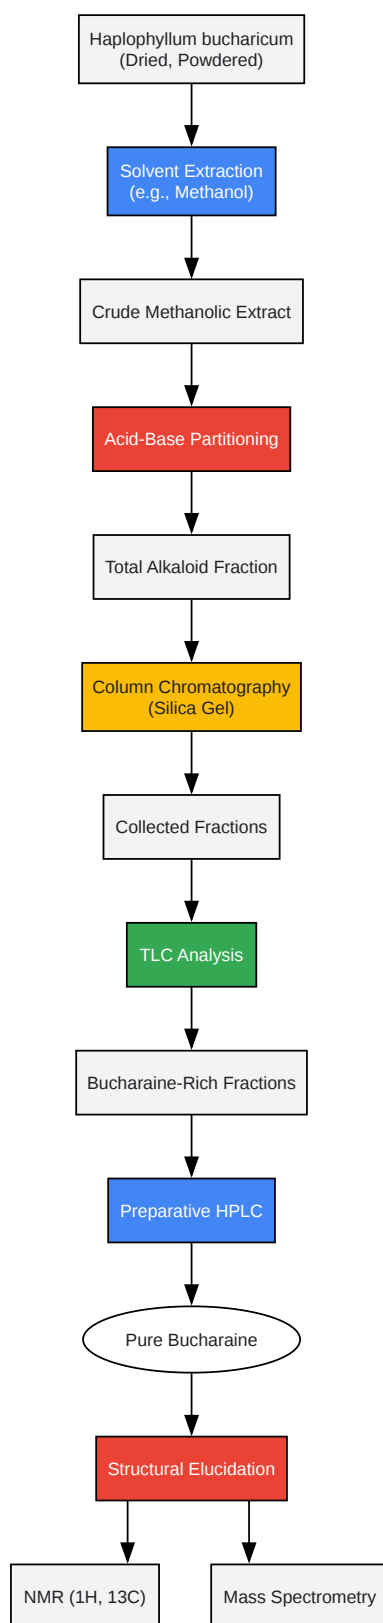 Haplophyllum bucharicum
(Dried, Powdered)
Solvent Extraction
(e.g., Methanol)
Crude Methanolic Extract
Acid-Base Partitioning
Total Alkaloid Fraction
Column Chromatography
(Silica Gel)
Collected Fractions
TLC Analysis
Bucharaine-Rich Fractions
Preparative HPLC
Pure Bucharaine
Structural Elucidation
NMR (1H, 13C)
Mass Spectrometry